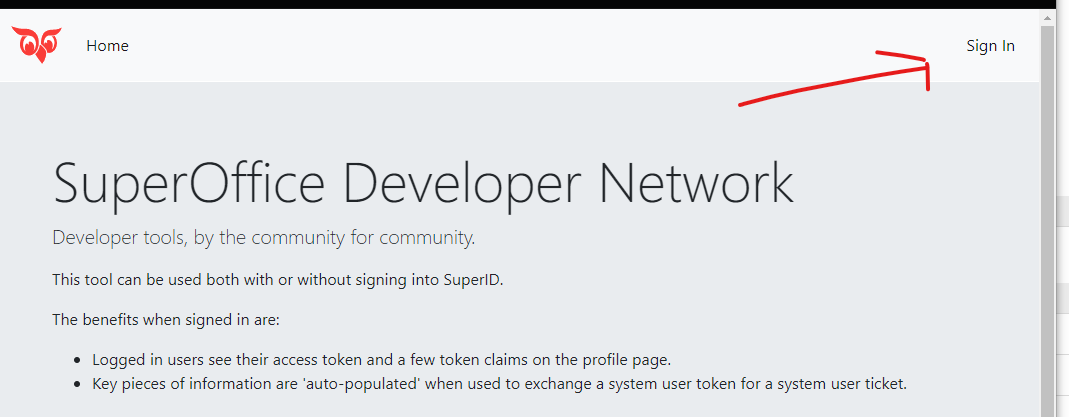 Home
Sign In
SuperOffice Developer Network
Developer tools, by the community for community.
This tool can be used both with or without signing into SuperID.
The benefits when signed in are:
• Logged in users see their access token and a few token claims on the profile page.
• Key pieces of information are 'auto-populated' when used to exchange a system user token for a system user ticket.